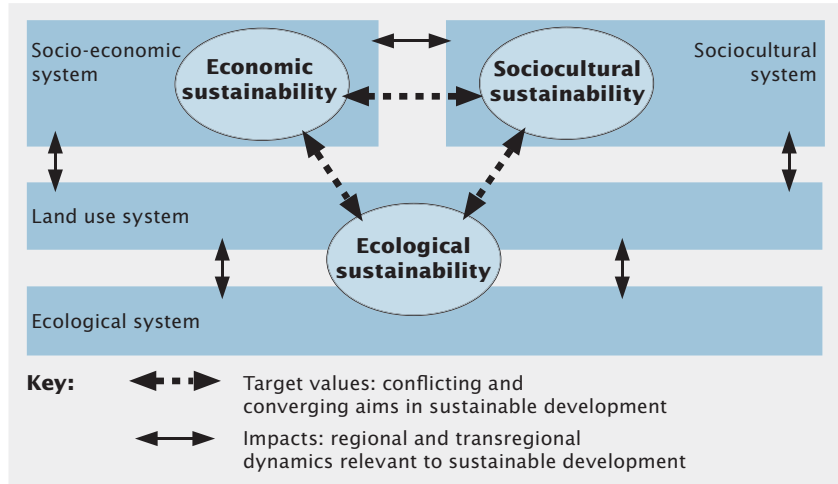 Socio-economic
system
Economic
sustainability
Sociocultural
sustainability
Sociocultural
system
Land use system
Ecological
sustainability
Ecological system
Key:
Target values: conflicting and
converging aims in sustainable development
Impacts: regional and transregional
dynamics relevant to sustainable development